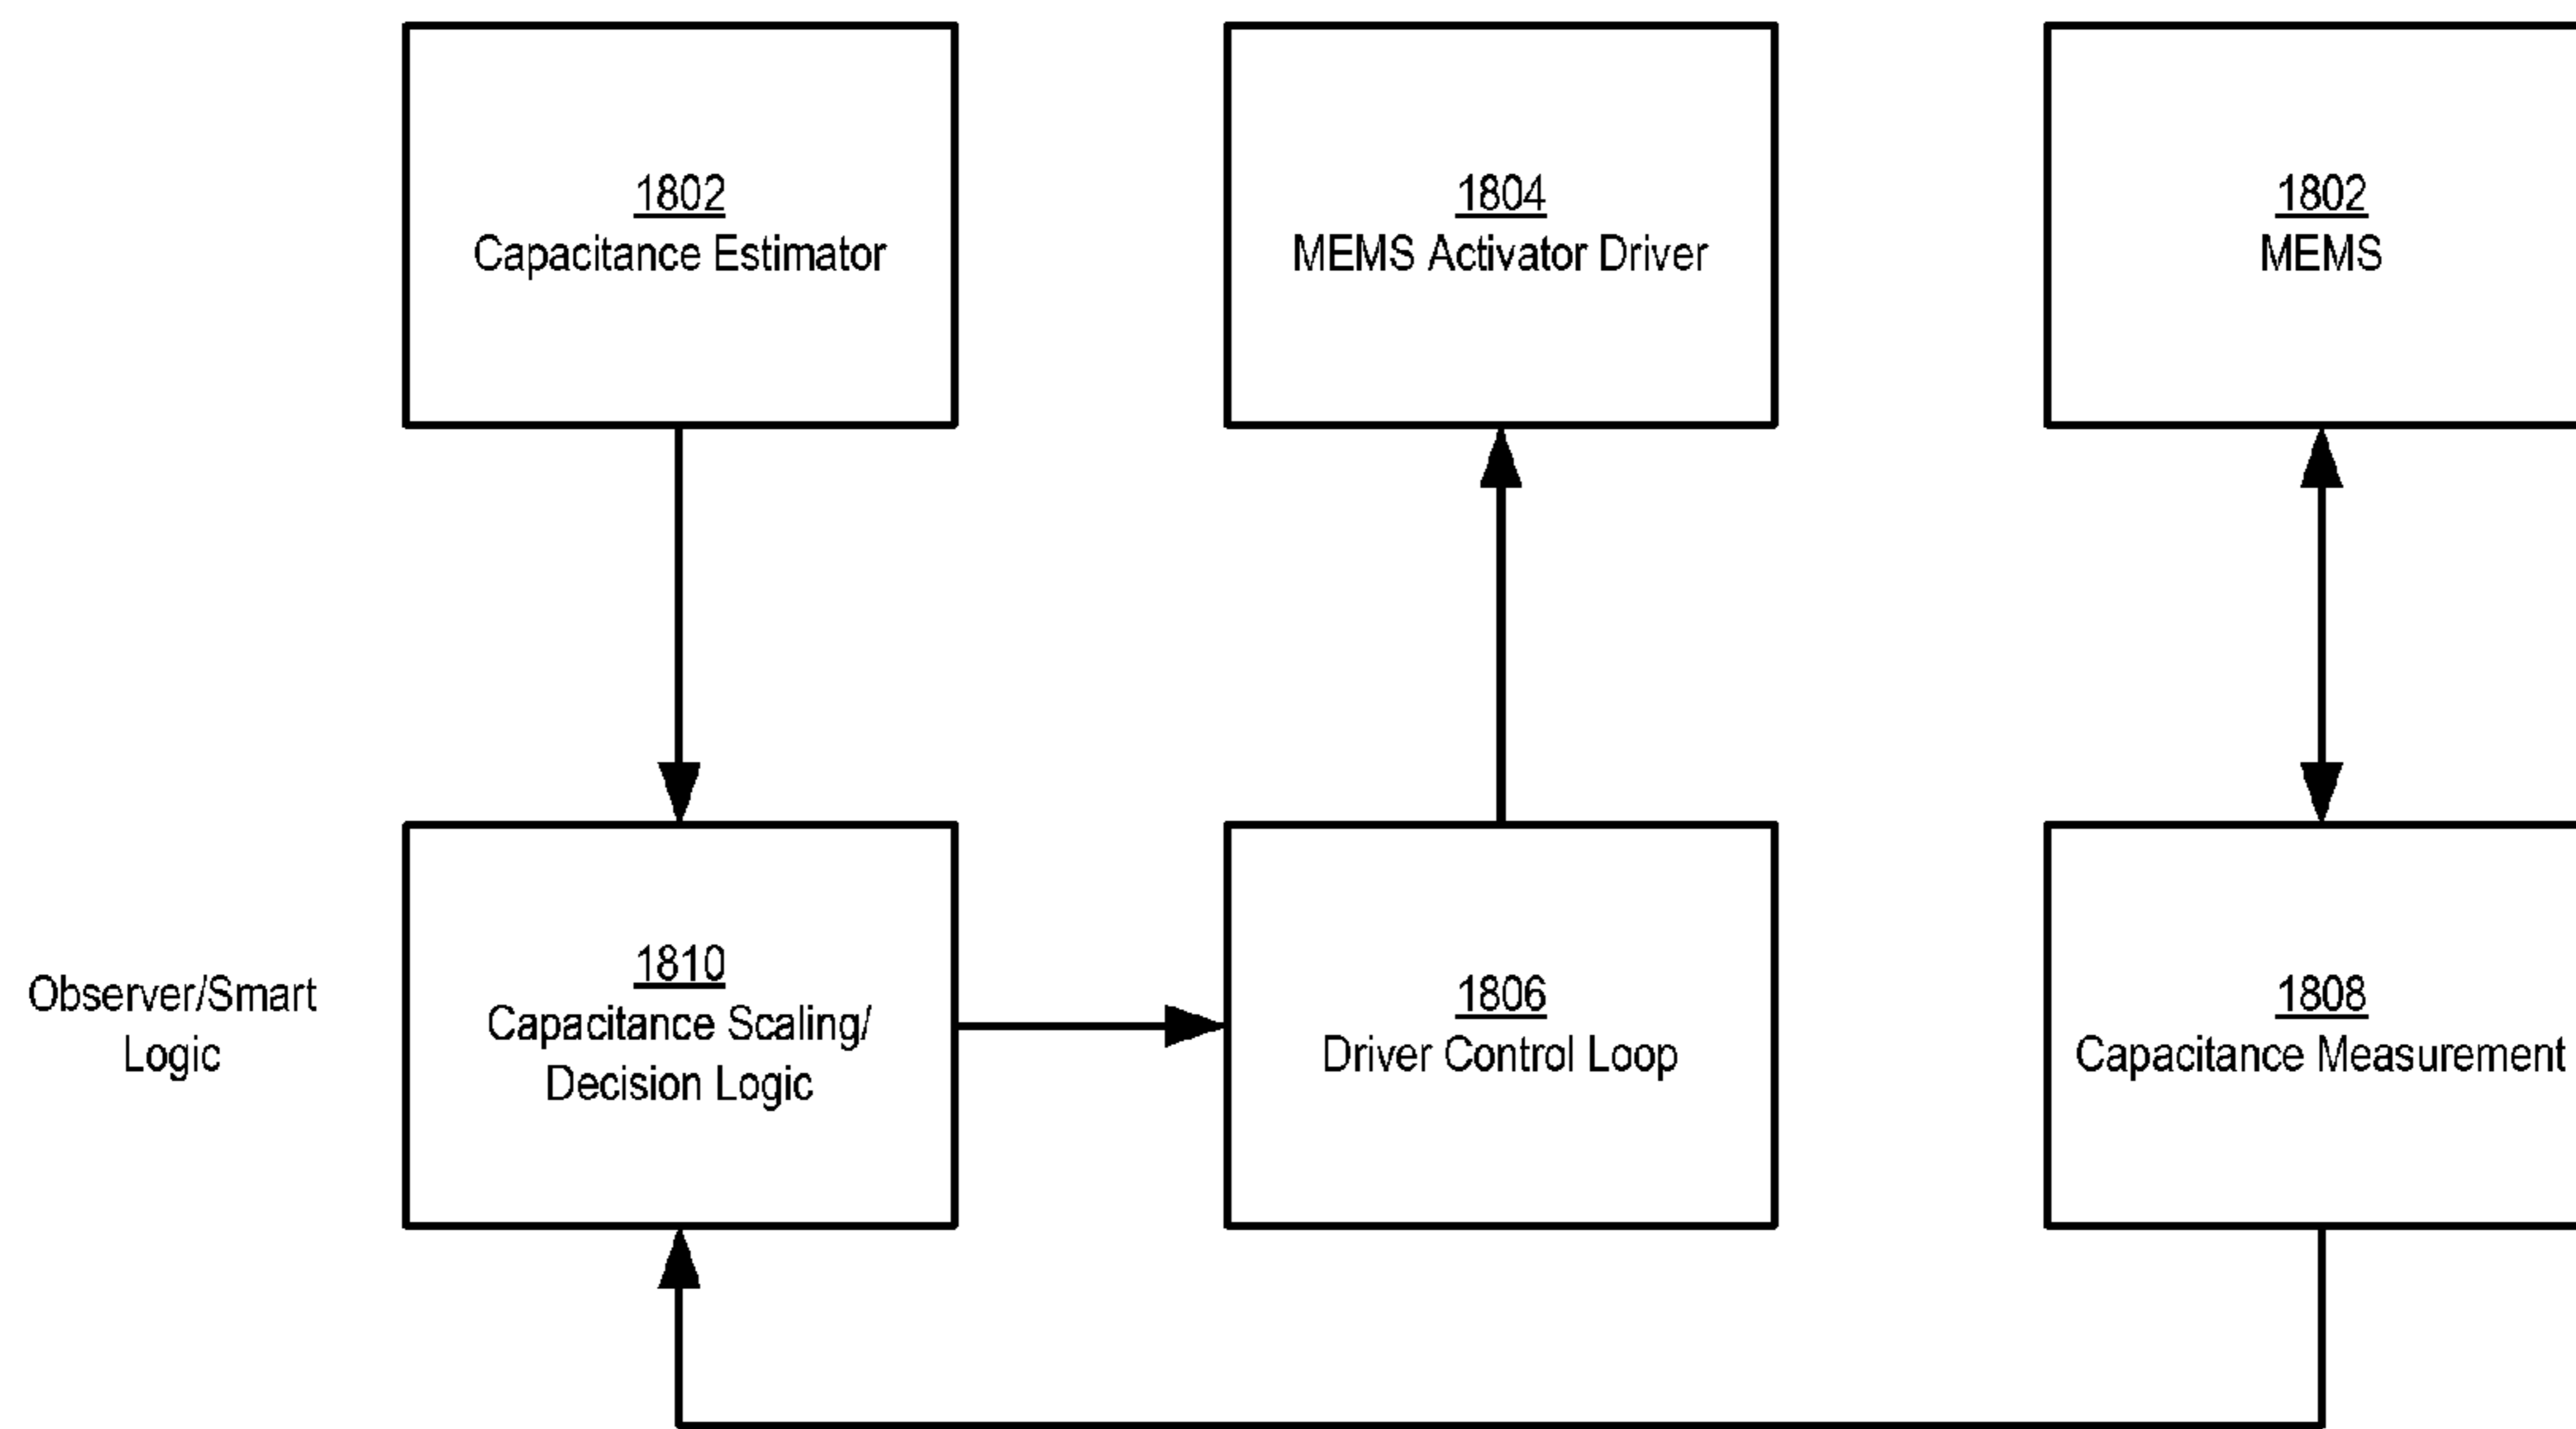 1802
Capacitance Estimator
1804
MEMS Activator Driver
1802
MEMS
Observer/Smart
Logic
1810
Capacitance Scaling/
Decision Logic
1806
Driver Control Loop
1808
Capacitance Measurement